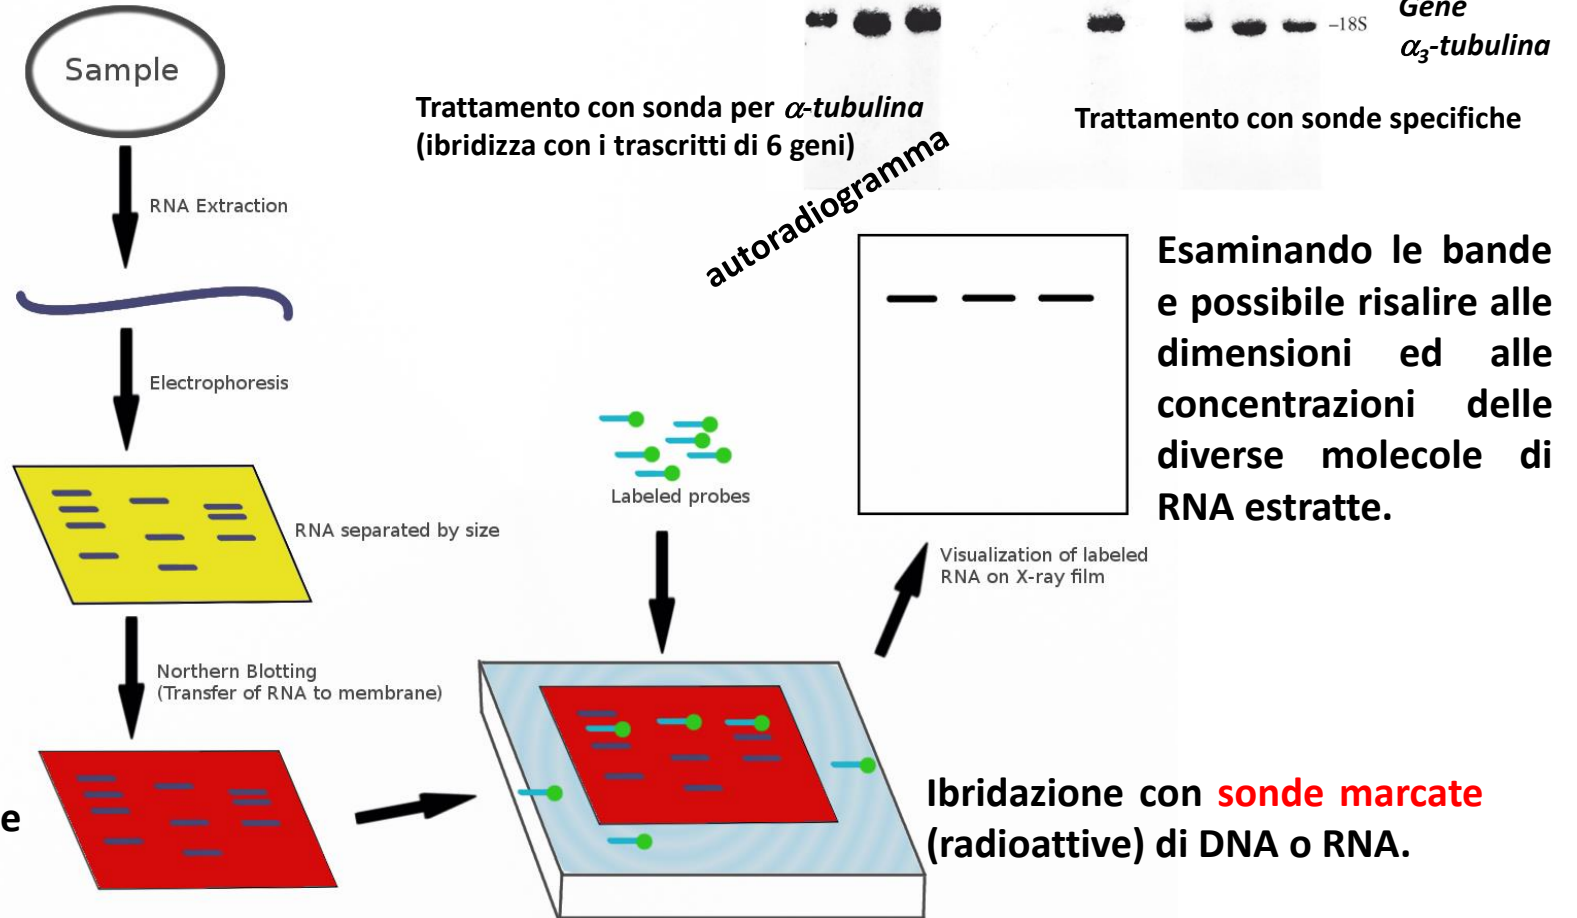 Gene
α3-tubulina
–18S
Sample
Trattamento con sonda per α-tubulina
(ibridizza con i trascritti di 6 geni)
Trattamento con sonde specifiche
autoradiogramma
RNA Extraction
Esaminando le bande
e possibile risalire alle
dimensioni ed alle
concentrazioni delle
diverse molecole di
RNA estratte.
Electrophoresis
Labeled probes
RNA separated by size
Visualization of labeled
RNA on X-ray film
Northern Blotting
(Transfer of RNA to membrane)
e
Ibridazione con sonde marcate
(radioattive) di DNA o RNA.